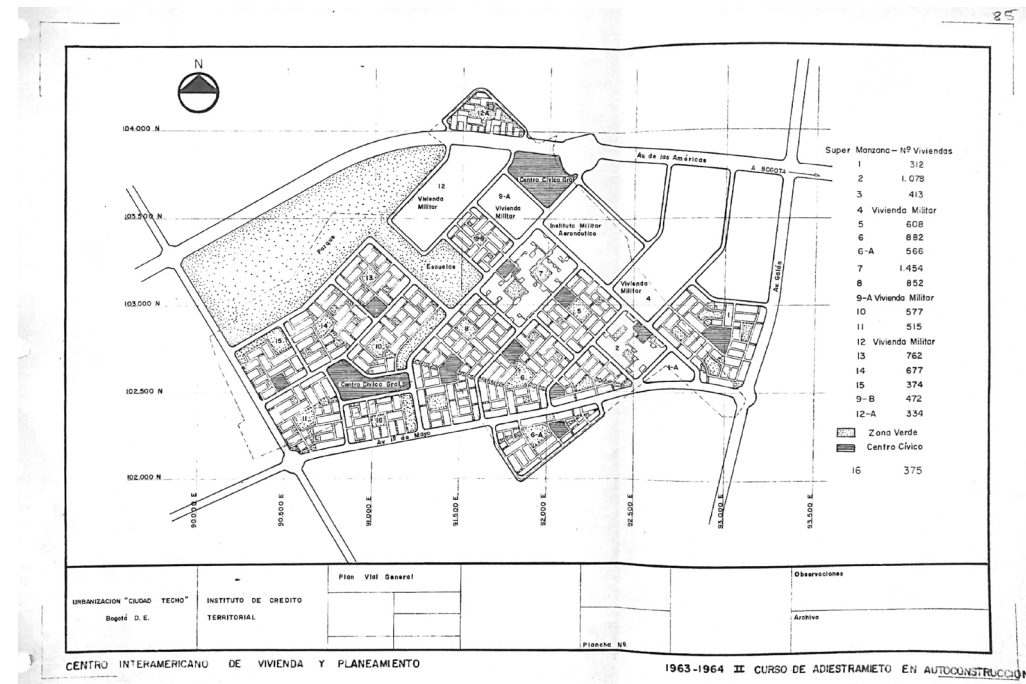 85
N
104.000 N
103.500 N
103.000 N
102.500 N
102.000 N
90.000 E
90.500 E
91.000 E
91.500 E
92.000 E
92.500 E
93.000 E
93.500 E
12A
Av. de las Américas
A BOGOTA
Centro Cívico Gral
12
Vivienda
Militar
9-A
Vivienda
Militar
Instituto Militar
Aeronáutico
Parque
Escuelas
9B
7
Vivienda
Militar
4
Av. Galán
13
14
15
10
8
5
1
2
6
4-A
Centro Cívico Gral
11
16
6-A
Av. 1º de Mayo
Super Manzana — Nº Viviendas
1 312
2 1.078
3 413
4 Vivienda Militar
5 608
6 882
6-A 566
7 1.454
8 852
9-A Vivienda Militar
10 577
11 515
12 Vivienda Militar
13 762
14 677
15 374
9-B 472
12-A 334
Zona Verde
Centro Cívico
16 375
URBANIZACION "CIUDAD TECHO"
Bogotá D. E.
INSTITUTO DE CREDITO
TERRITORIAL
Plan Vial General
Plancha Nº
Observaciones
Archivo
CENTRO INTERAMERICANO DE VIVIENDA Y PLANEAMIENTO
1963-1964 II CURSO DE ADIESTRAMIETO EN AUTOCONSTRUCCIÓN